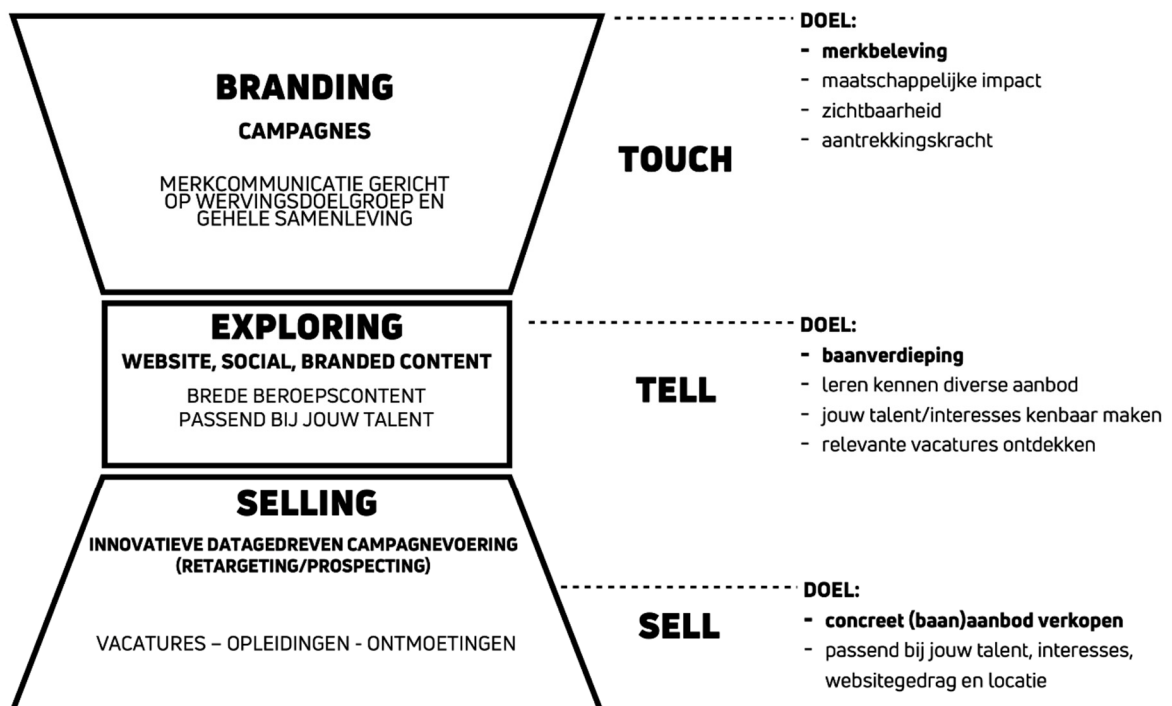 BRANDING
CAMPAGNES
MERKCOMMUNICATIE GERICHT
OP WERVINGSDOELGROEP EN
GEHELE SAMENLEVING
TOUCH
DOEL:
- merkbeleving
- maatschappelijke impact
- zichtbaarheid
- aantrekkingskracht
EXPLORING
WEBSITE, SOCIAL, BRANDED CONTENT
BREDE BEROEPSCONTENT
PASSEND BIJ JOUW TALENT
TELL
DOEL:
- baanverdieping
- leren kennen diverse aanbod
- jouw talent/interesses kenbaar maken
- relevante vacatures ontdekken
SELLING
INNOVATIEVE DATAGEDREVEN CAMPAGNEVOERING
(RETARGETING/PROSPECTING)
VACATURES – OPLEIDINGEN - ONTMOETINGEN
SELL
DOEL:
- concreet (baan)aanbod verkopen
- passend bij jouw talent, interesses,
websitegedrag en locatie